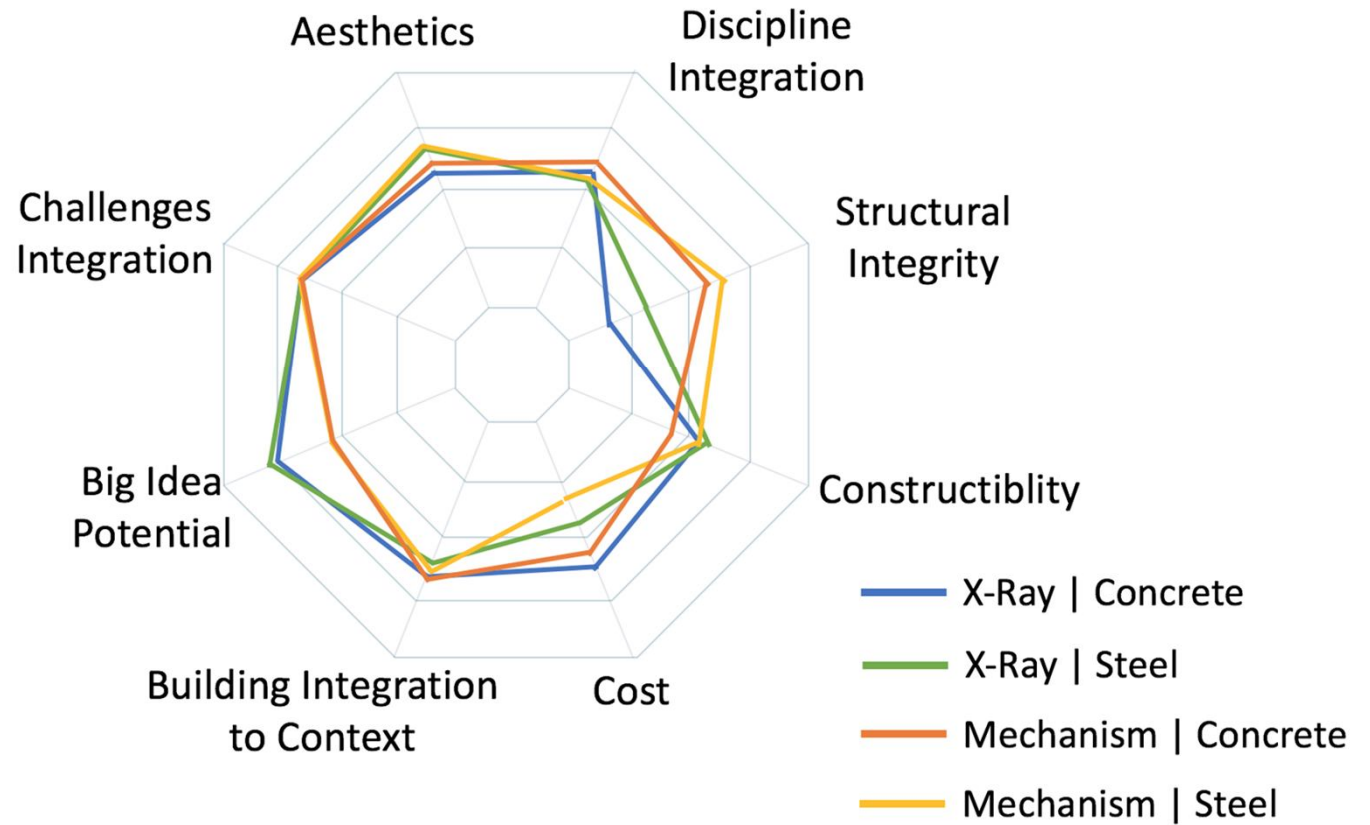 Aesthetics
Discipline
Integration
Challenges
Integration
Structural
Integrity
Big Idea
Potential
Constructiblity
Building Integration
to Context
Cost
X-Ray | Concrete
X-Ray | Steel
Mechanism | Concrete
Mechanism | Steel